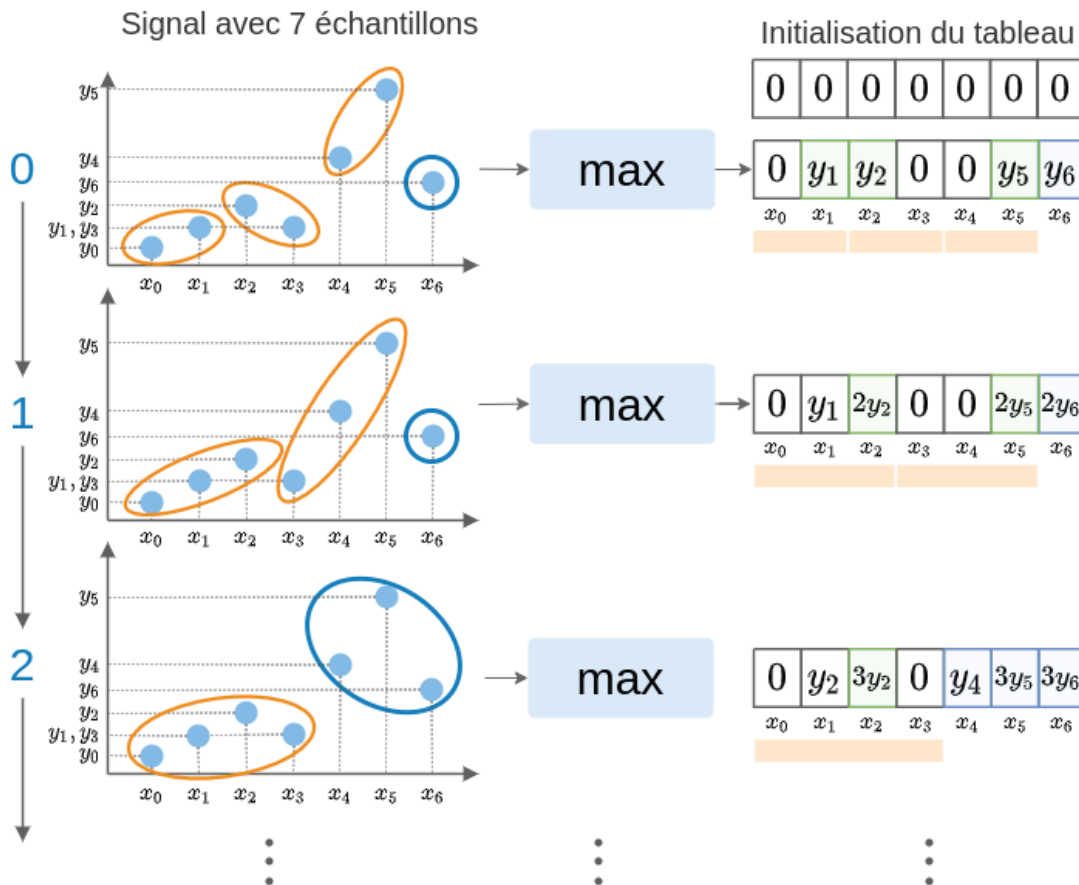 Signal avec 7 échantillons
Initialisation du tableau
0 0 0 0 0 0 0
0
y₅
y₄
y₆
y₂
y₁, y₃
y₀
x₀ x₁ x₂ x₃ x₄ x₅ x₆
max
0 y₁ y₂ 0 0 y₅ y₆
x₀ x₁ x₂ x₃ x₄ x₅ x₆
1
y₅
y₄
y₆
y₂
y₁, y₃
y₀
x₀ x₁ x₂ x₃ x₄ x₅ x₆
max
0 y₁ 2y₂ 0 0 2y₅ 2y₆
x₀ x₁ x₂ x₃ x₄ x₅ x₆
2
y₅
y₄
y₆
y₂
y₁, y₃
y₀
x₀ x₁ x₂ x₃ x₄ x₅ x₆
max
0 y₂ 3y₂ 0 y₄ 3y₅ 3y₆
x₀ x₁ x₂ x₃ x₄ x₅ x₆